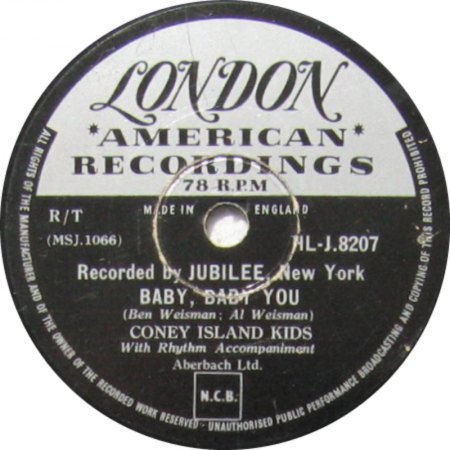 LONDON
*AMERICAN*
RECORDINGS
78 R.P.M
MADE IN ENGLAND
R/T
(MSJ.1066)
HL-J.8207
Recorded by JUBILEE, New York
BABY, BABY YOU
(Ben Weisman; Al Weisman)
CONEY ISLAND KIDS
With Rhythm Accompaniment
Aberbach Ltd.
N.C.B.
ALL RIGHTS OF THE MANUFACTURER AND OF THE OWNER OF THE RECORDED WORK RESERVED - UNAUTHORISED PUBLIC PERFORMANCE BROADCASTING AND COPYING OF THIS RECORD PROHIBITED